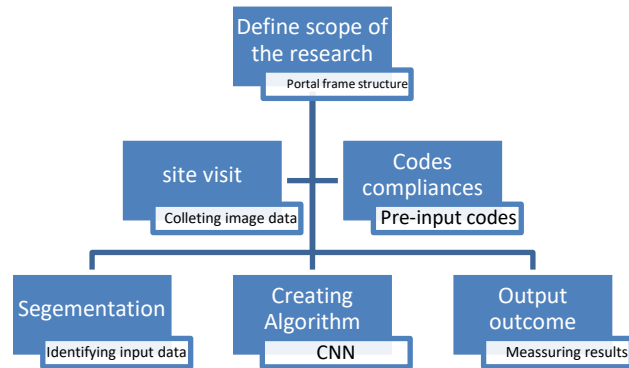 Define scope of
the research
Portal frame structure
site visit
Colleting image data
Codes
compliances
Pre-input codes
Segementation
Identifying input data
Creating
Algorithm
CNN
Output
outcome
Meassuring results